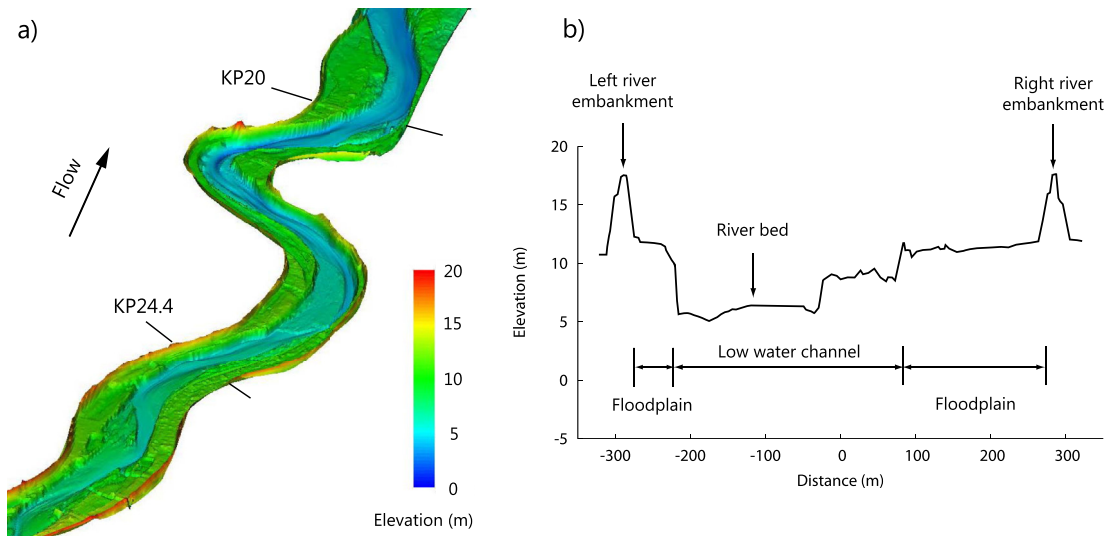 a)
KP20
Flow
KP24.4
20
15
10
5
0
Elevation (m)
b)
Left river
embankment
Right river
embankment
River bed
Elevation (m)
20
15
10
5
0
-5
Low water channel
Floodplain
Floodplain
-300
-200
-100
0
100
200
300
Distance (m)